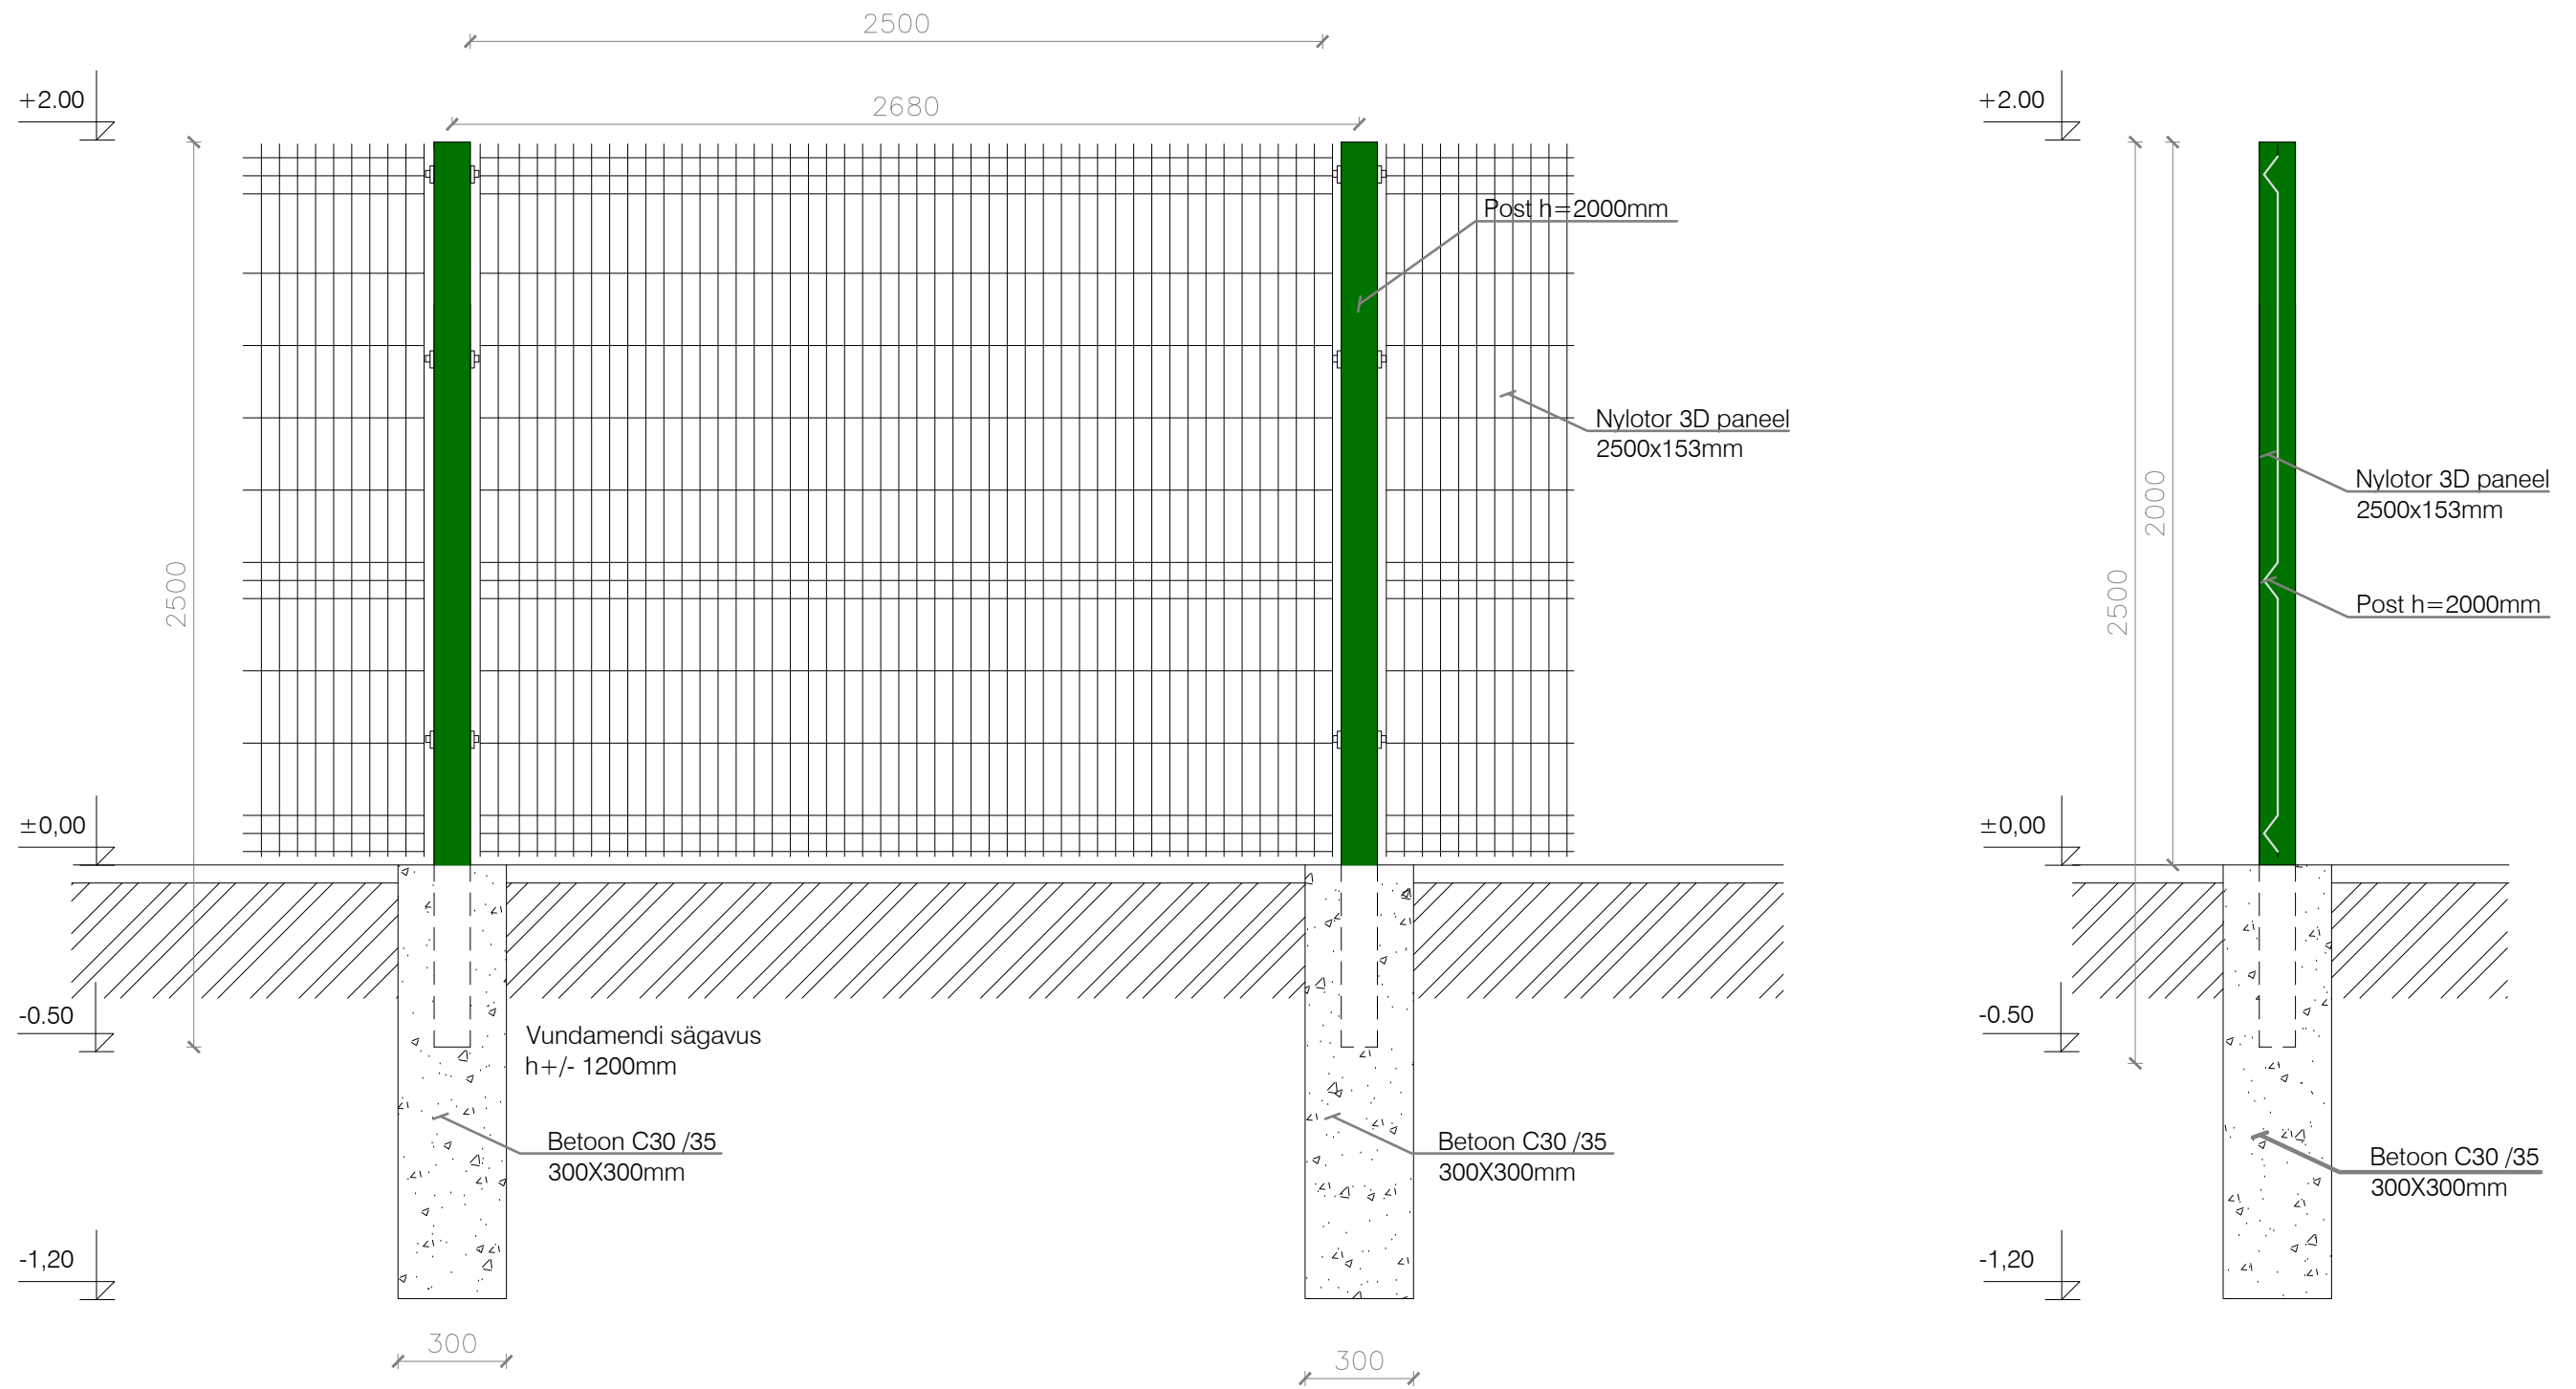 2500
+2.00
2680
+2.00
Post h=2000mm
Nylotor 3D paneel
2500x153mm
2000
Nylotor 3D paneel
2500x153mm
2500
2500
Post h=2000mm
±0,00
±0,00
-0.50
-0.50
Vundamendi sägavus
h+/- 1200mm
Betoon C30 /35
300X300mm
Betoon C30 /35
300X300mm
Betoon C30 /35
300X300mm
-1,20
-1,20
300
300